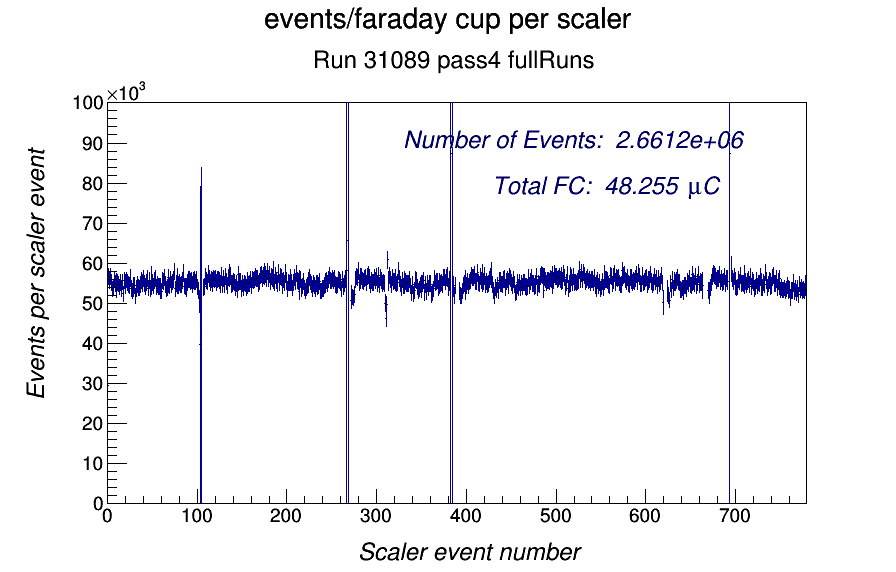 events/faraday cup per scaler
Run 31089 pass4 fullRuns
×10³
100
90
80
70
60
50
40
30
20
10
0
Events per scaler event
Number of Events: 2.6612e+06
Total FC: 48.255 μC
0 100 200 300 400 500 600 700
Scaler event number